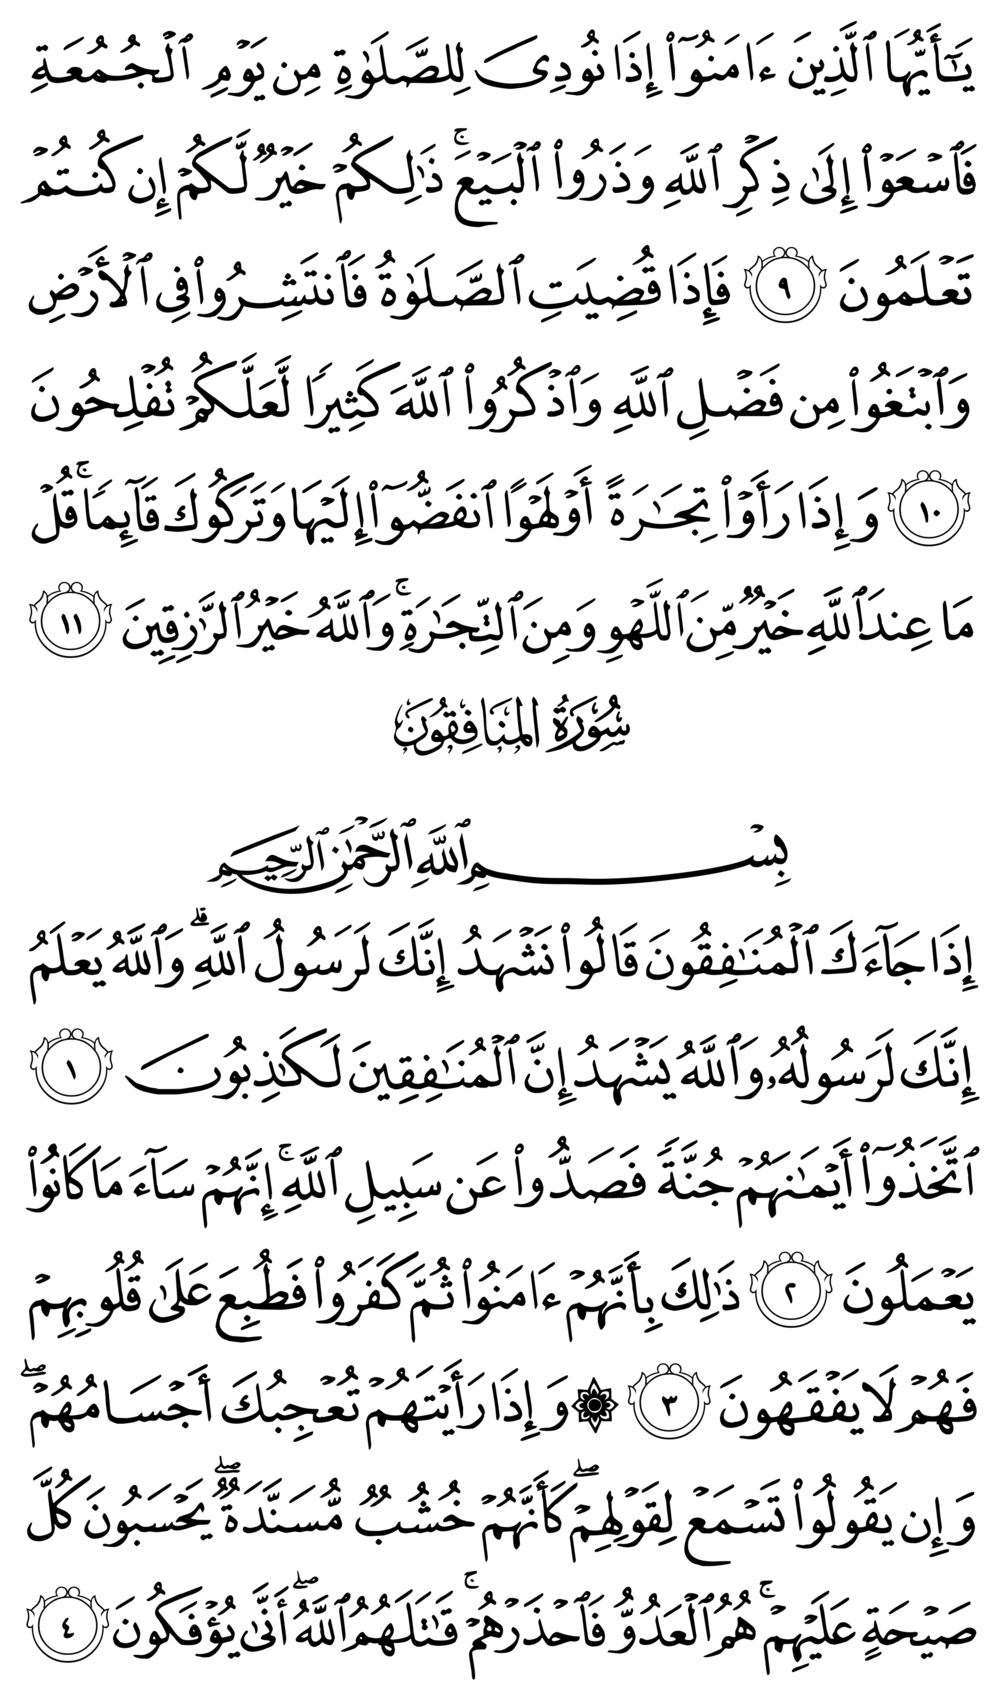 يَـٰٓأَيُّهَا ٱلَّذِينَ ءَامَنُوٓا۟ إِذَا نُودِىَ لِلصَّلَوٰةِ مِن يَوْمِ ٱلْجُمُعَةِ
فَٱسْعَوْا۟ إِلَىٰ ذِكْرِ ٱللَّهِ وَذَرُوا۟ ٱلْبَيْعَ ۚ ذَٰلِكُمْ خَيْرٌ لَّكُمْ إِن كُنتُمْ
تَعْلَمُونَ ٩ فَإِذَا قُضِيَتِ ٱلصَّلَوٰةُ فَٱنتَشِرُوا۟ فِى ٱلْأَرْضِ
وَٱبْتَغُوا۟ مِن فَضْلِ ٱللَّهِ وَٱذْكُرُوا۟ ٱللَّهَ كَثِيرًا لَّعَلَّكُمْ تُفْلِحُونَ
١٠ وَإِذَا رَأَوْا۟ تِجَـٰرَةً أَوْ لَهْوًا ٱنفَضُّوٓا۟ إِلَيْهَا وَتَرَكُوكَ قَآئِمًا ۚ قُلْ
مَا عِندَ ٱللَّهِ خَيْرٌ مِّنَ ٱللَّهْوِ وَمِنَ ٱلتِّجَـٰرَةِ ۚ وَٱللَّهُ خَيْرُ ٱلرَّٰزِقِينَ ١١
سُورَةُ المُنَافِقُونَ
بِسْمِ ٱللَّهِ ٱلرَّحْمَـٰنِ ٱلرَّحِيمِ
إِذَا جَآءَكَ ٱلْمُنَـٰفِقُونَ قَالُوا۟ نَشْهَدُ إِنَّكَ لَرَسُولُ ٱللَّهِ ۗ وَٱللَّهُ يَعْلَمُ
إِنَّكَ لَرَسُولُهُۥ وَٱللَّهُ يَشْهَدُ إِنَّ ٱلْمُنَـٰفِقِينَ لَكَـٰذِبُونَ ١
ٱتَّخَذُوٓا۟ أَيْمَـٰنَهُمْ جُنَّةً فَصَدُّوا۟ عَن سَبِيلِ ٱللَّهِ ۚ إِنَّهُمْ سَآءَ مَا كَانُوا۟
يَعْمَلُونَ ٢ ذَٰلِكَ بِأَنَّهُمْ ءَامَنُوا۟ ثُمَّ كَفَرُوا۟ فَطُبِعَ عَلَىٰ قُلُوبِهِمْ
فَهُمْ لَا يَفْقَهُونَ ٣ ۞ وَإِذَا رَأَيْتَهُمْ تُعْجِبُكَ أَجْسَامُهُمْ ۖ
وَإِن يَقُولُوا۟ تَسْمَعْ لِقَوْلِهِمْ ۖ كَأَنَّهُمْ خُشُبٌ مُّسَنَّدَةٌ ۖ يَحْسَبُونَ كُلَّ
صَيْحَةٍ عَلَيْهِمْ ۚ هُمُ ٱلْعَدُوُّ فَٱحْذَرْهُمْ ۚ قَـٰتَلَهُمُ ٱللَّهُ ۖ أَنَّىٰ يُؤْفَكُونَ ٤